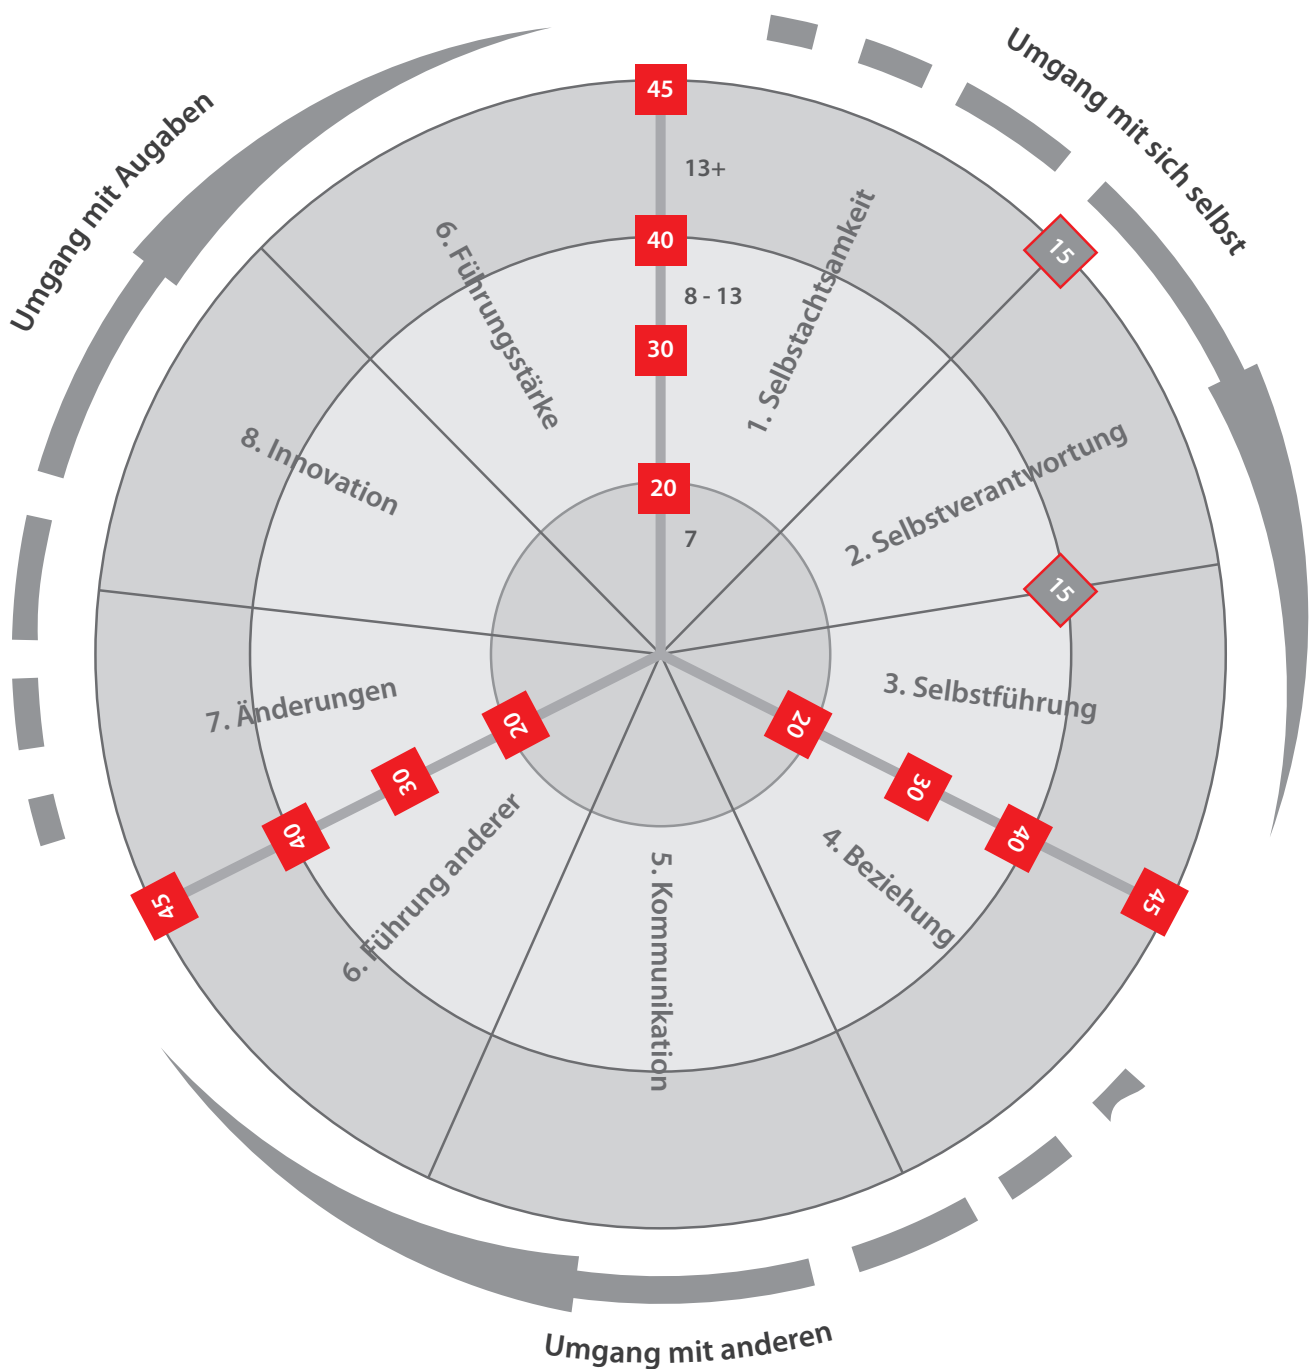 Umgang mit Augaben
Umgang mit sich selbst
45
13+
40
8 - 13
30
20
7
1. Selbstachtsamkeit
15
2. Selbstverantwortung
15
3. Selbstführung
20
30
40
45
4. Beziehung
5. Kommunikation
6. Führung anderer
20
30
40
45
7. Änderungen
8. Innovation
6. Führungsstärke
Umgang mit anderen